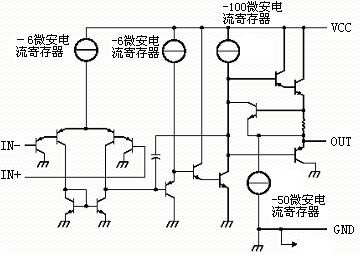 -100微安电
流寄存器
VCC
-6微安电
流寄存器
-6微安电
流寄存器
IN-
OUT
IN+
-50微安电
流寄存器
GND